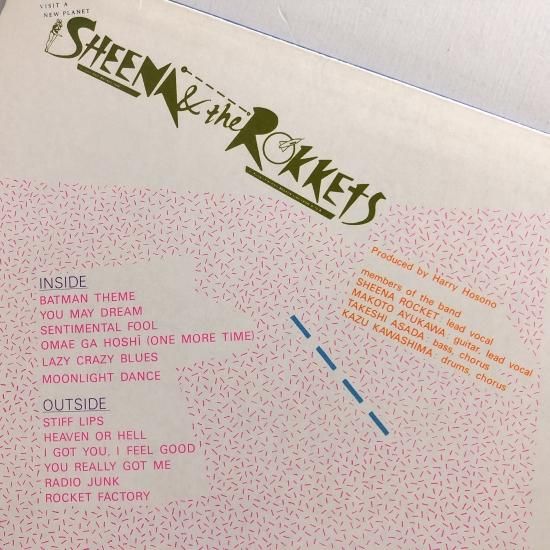 VISIT A
NEW PLANET
SHEENA & the ROKKETS
Produced by Harry Hosono
members of the band
SHEENA ROCKET, lead vocal
MAKOTO AYUKAWA : guitar, lead vocal
TAKESHI ASADA : bass, chorus
KAZU KAWASHIMA : drums, chorus
INSIDE
BATMAN THEME
YOU MAY DREAM
SENTIMENTAL FOOL
OMAE GA HOSHI (ONE MORE TIME)
LAZY CRAZY BLUES
MOONLIGHT DANCE
OUTSIDE
STIFF LIPS
HEAVEN OR HELL
I GOT YOU, I FEEL GOOD
YOU REALLY GOT ME
RADIO JUNK
ROCKET FACTORY